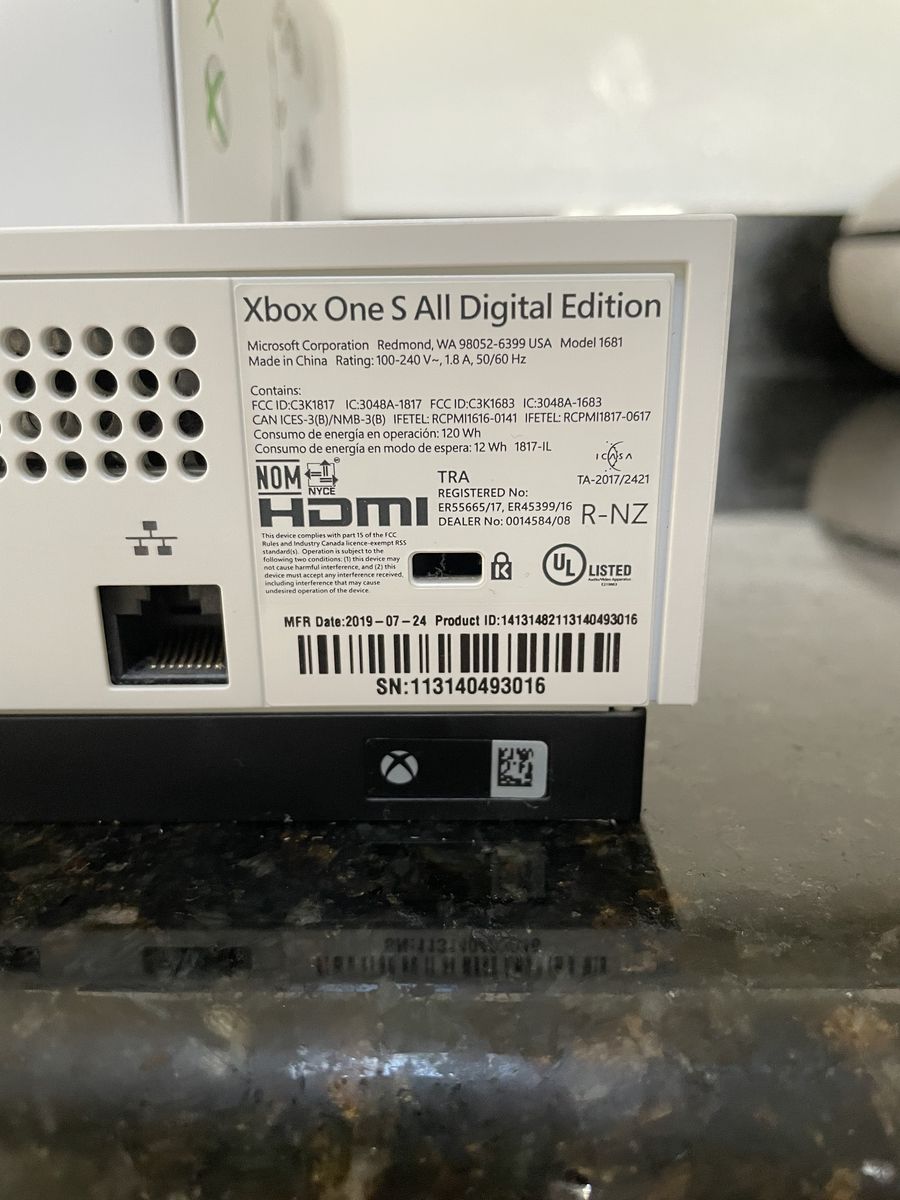 Xbox One S All Digital Edition
Microsoft Corporation Redmond, WA 98052-6399 USA Model 1681
Made in China Rating: 100-240 V~, 1.8 A, 50/60 Hz
Contains:
FCC ID:C3K1817 IC:3048A-1817 FCC ID:C3K1683 IC:3048A-1683
CAN ICES-3(B)/NMB-3(B) IFETEL: RCPMI1616-0141 IFETEL: RCPMI1817-0617
Consumo de energía en operación: 120 Wh
Consumo de energía en modo de espera: 12 Wh 1817-IL
ICASA
TA-2017/2421
NOM
NYCE
HDMI
TRA
REGISTERED No:
ER55665/17, ER45399/16
DEALER No: 0014584/08
R-NZ
This device complies with part 15 of the FCC
Rules and Industry Canada licence-exempt RSS
standard(s). Operation is subject to the
following two conditions: (1) this device may
not cause harmful interference, and (2) this
device must accept any interference received,
including interference that may cause
undesired operation of the device.
UL
LISTED
Audio/Video Apparatus
MFR Date:2019-07-24 Product ID:14131482113140493016
SN:113140493016